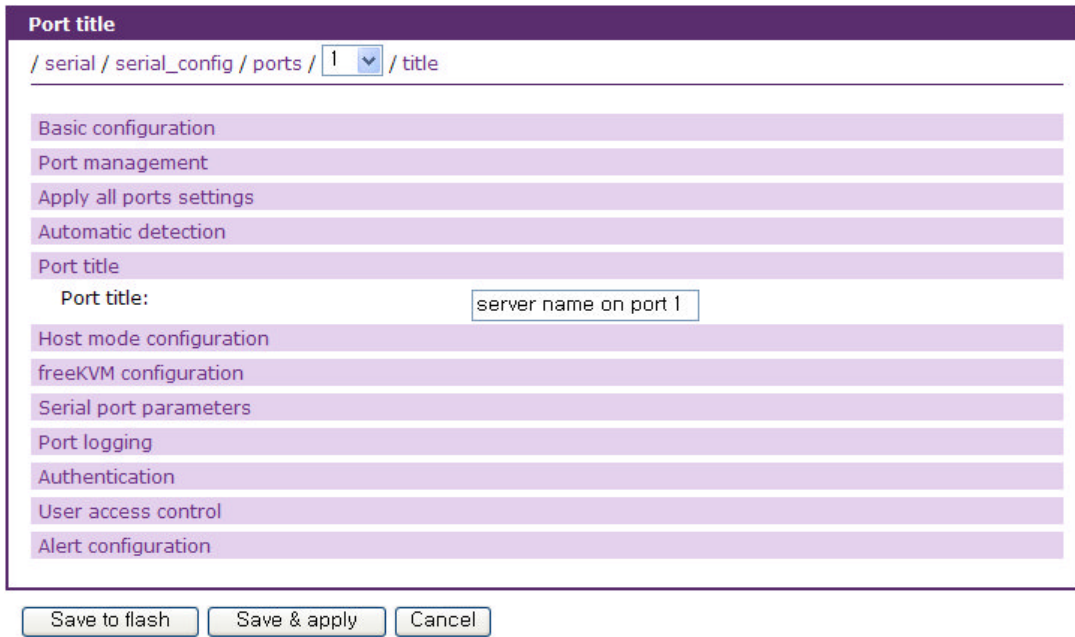 Port title
/ serial / serial_config / ports / 1 / title
Basic configuration
Port management
Apply all ports settings
Automatic detection
Port title
Port title: server name on port 1
Host mode configuration
freeKVM configuration
Serial port parameters
Port logging
Authentication
User access control
Alert configuration
Save to flash Save & apply Cancel